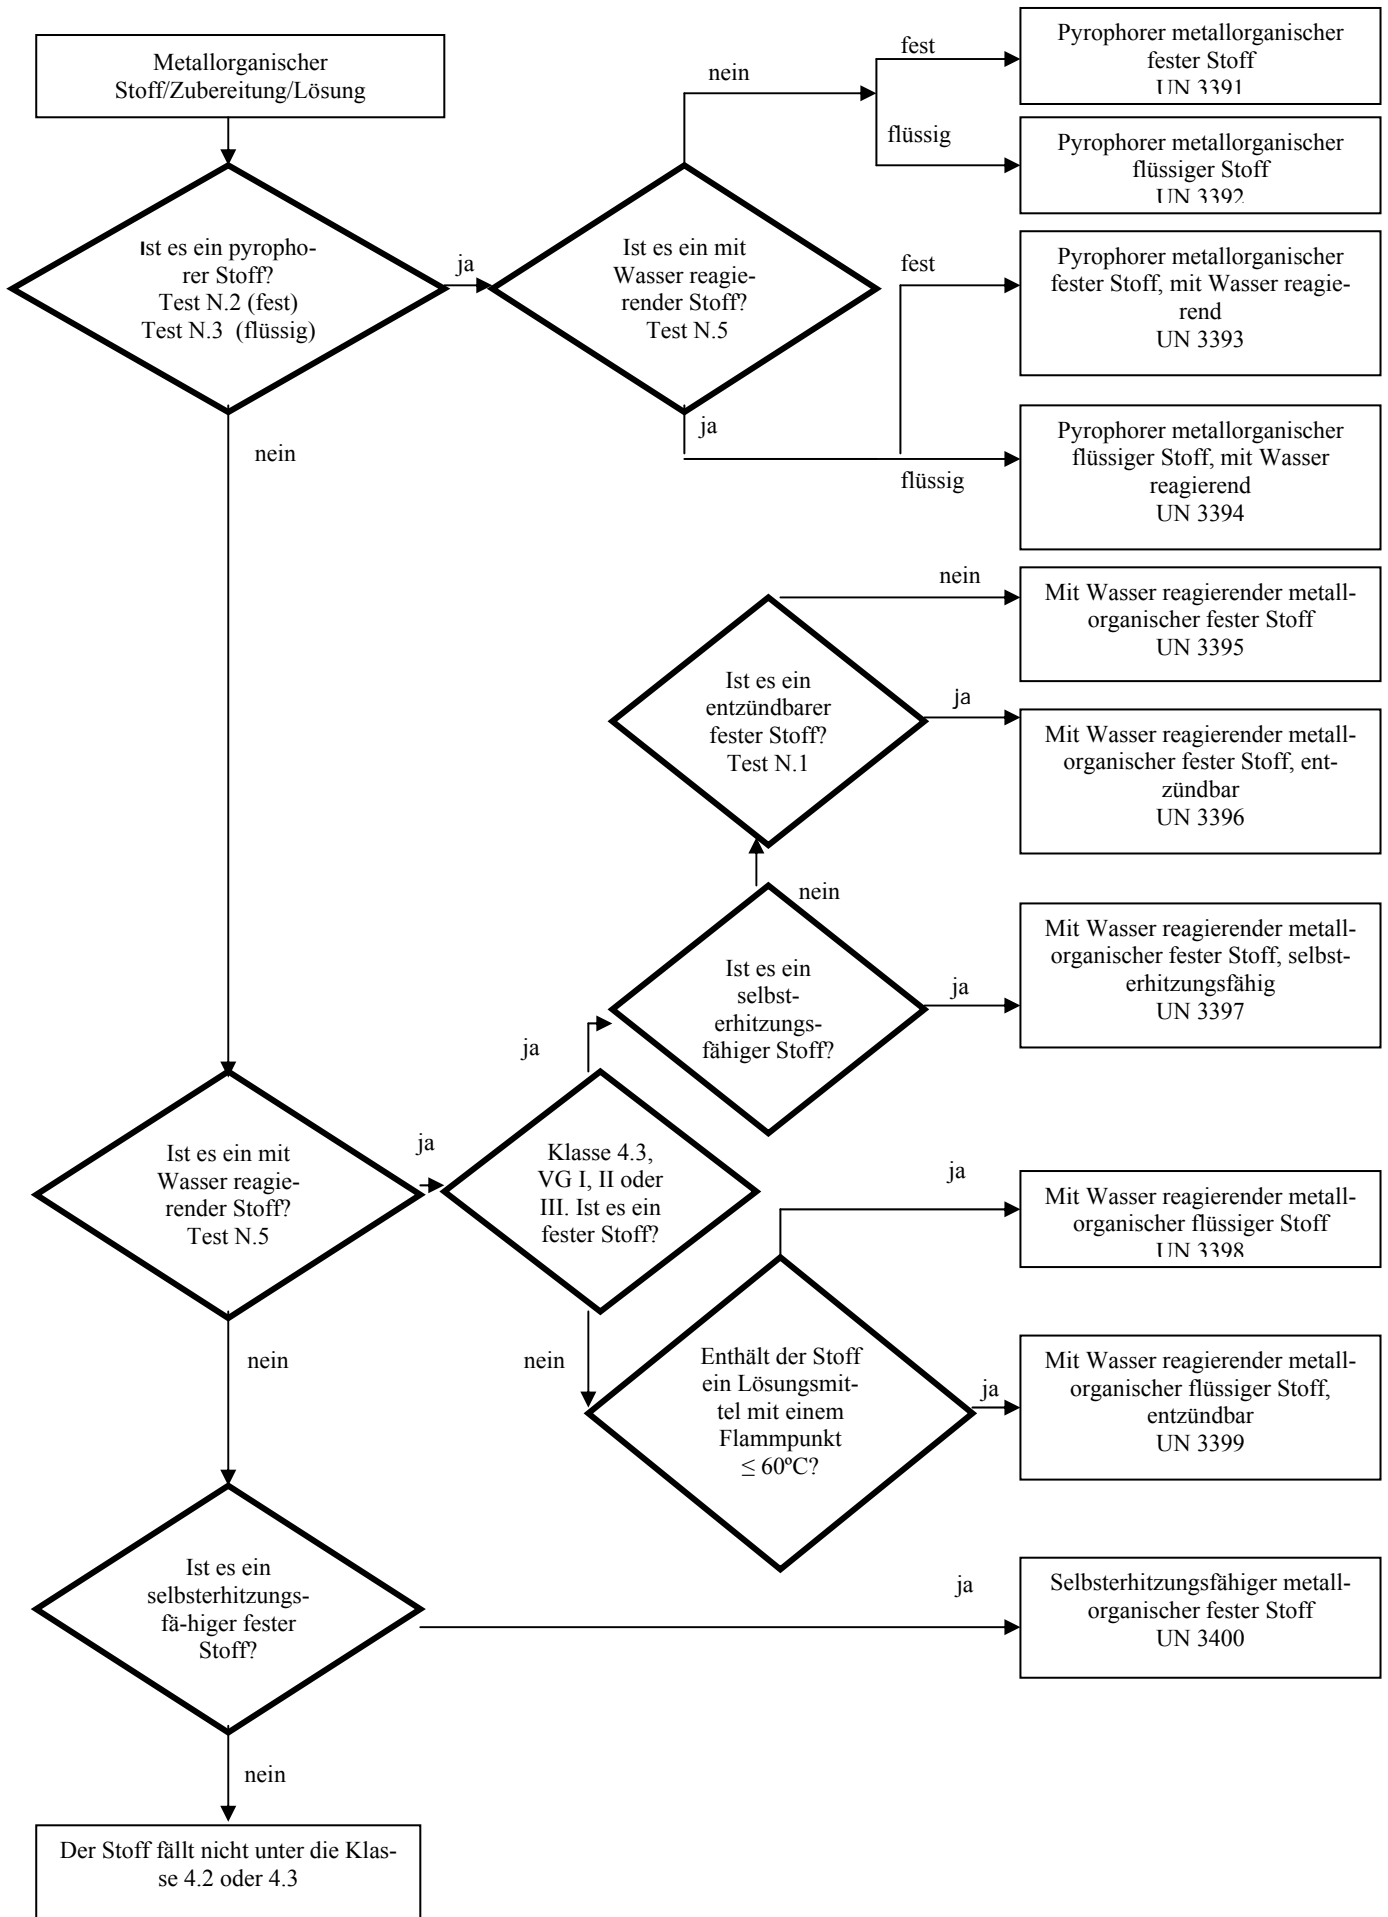 Metallorganischer
Stoff/Zubereitung/Lösung
nein
fest
Pyrophorer metallorganischer
fester Stoff
UN 3391
flüssig
Pyrophorer metallorganischer
flüssiger Stoff
UN 3392
Ist es ein pyropho-
rer Stoff?
Test N.2 (fest)
Test N.3 (flüssig)
ja
Ist es ein mit
Wasser reagie-
render Stoff?
Test N.5
fest
Pyrophorer metallorganischer
fester Stoff, mit Wasser reagie-
rend
UN 3393
ja
flüssig
Pyrophorer metallorganischer
flüssiger Stoff, mit Wasser
reagierend
UN 3394
nein
nein
Mit Wasser reagierender metall-
organischer fester Stoff
UN 3395
Ist es ein
entzündbarer
fester Stoff?
Test N.1
ja
Mit Wasser reagierender metall-
organischer fester Stoff, ent-
zündbar
UN 3396
nein
Ist es ein
selbst-
erhitzungs-
fähiger Stoff?
ja
Mit Wasser reagierender metall-
organischer fester Stoff, selbst-
erhitzungsfähig
UN 3397
ja
Ist es ein mit
Wasser reagie-
render Stoff?
Test N.5
ja
Klasse 4.3,
VG I, II oder
III. Ist es ein
fester Stoff?
ja
Mit Wasser reagierender metall-
organischer flüssiger Stoff
UN 3398
nein
nein
Enthält der Stoff
ein Lösungsmit-
tel mit einem
Flammpunkt
≤ 60ºC?
ja
Mit Wasser reagierender metall-
organischer flüssiger Stoff,
entzündbar
UN 3399
Ist es ein
selbsterhitzungs-
fä-higer fester
Stoff?
ja
Selbsterhitzungsfähiger metall-
organischer fester Stoff
UN 3400
nein
Der Stoff fällt nicht unter die Klas-
se 4.2 oder 4.3